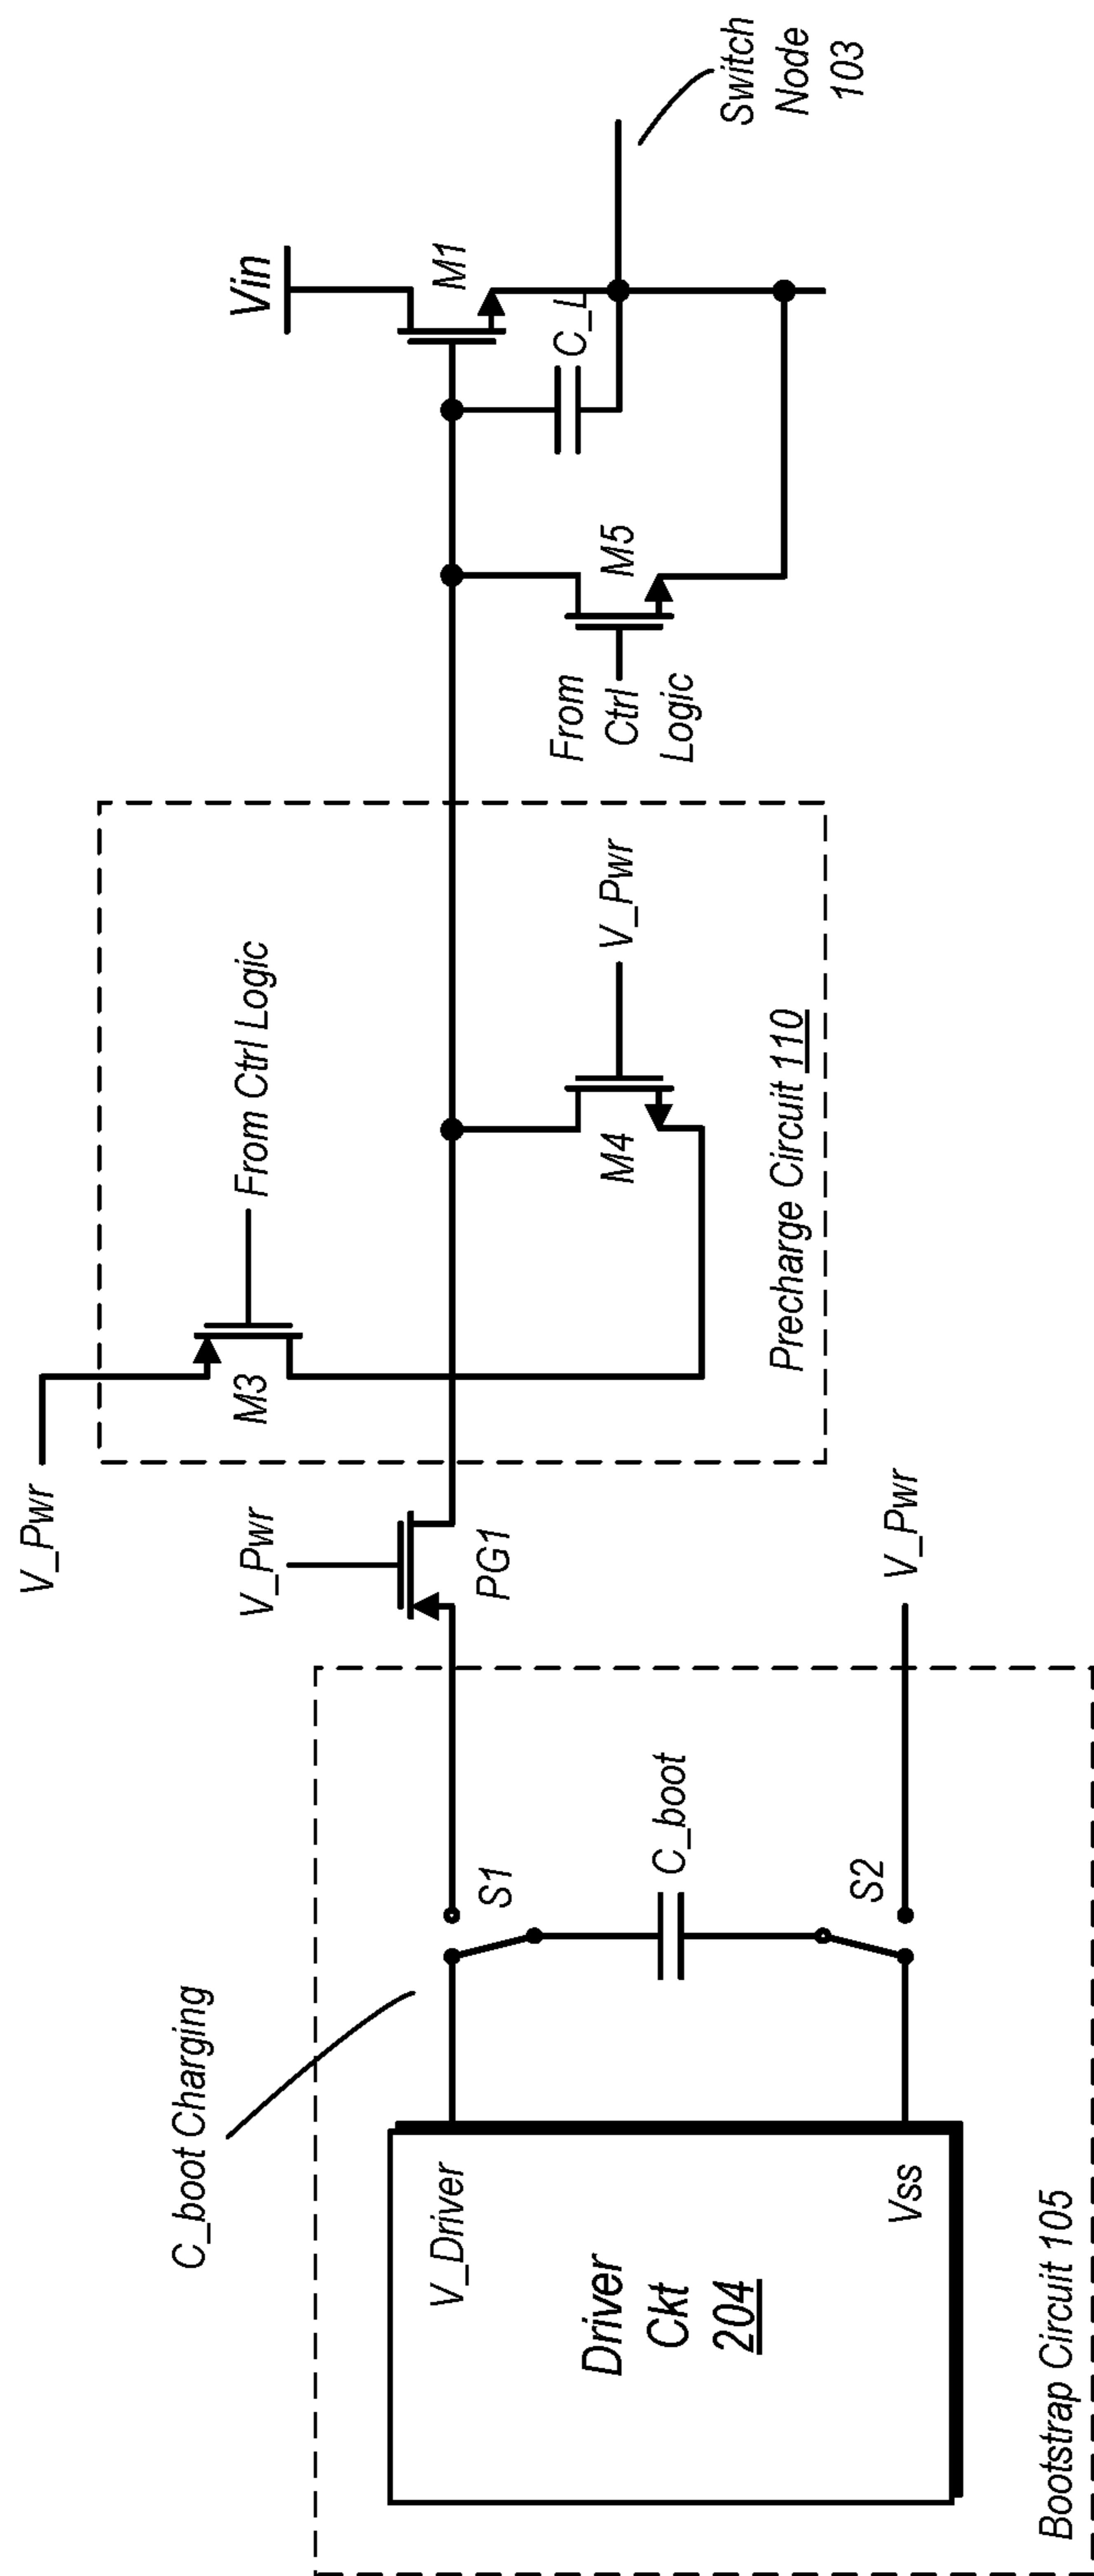 V_Pwr
V_Pwr
M3
From Ctrl Logic
PG1
M4
V_Pwr
Precharge Circuit 110
From
Ctrl
Logic
M5
Vin
M1
C_L
Switch
Node
103
C_boot Charging
V_Driver
Driver
Ckt
204
Vss
S1
C_boot
S2
V_Pwr
Bootstrap Circuit 105